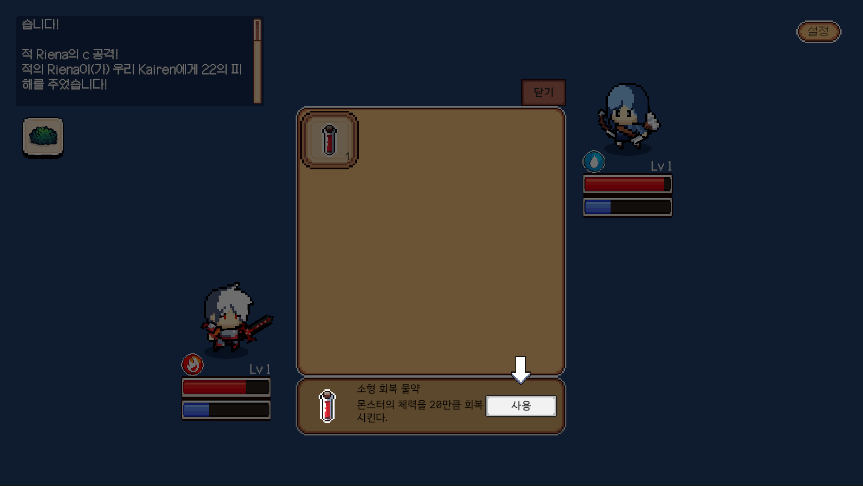 습니다!
적 Riena의 c 공격!
적의 Riena이(가) 우리 Kairen에게 22의 피
해를 주었습니다!
설정
닫기
1
Lv 1
Lv 1
소형 회복 물약
몬스터의 체력을 20만큼 회복
시킨다.
사용